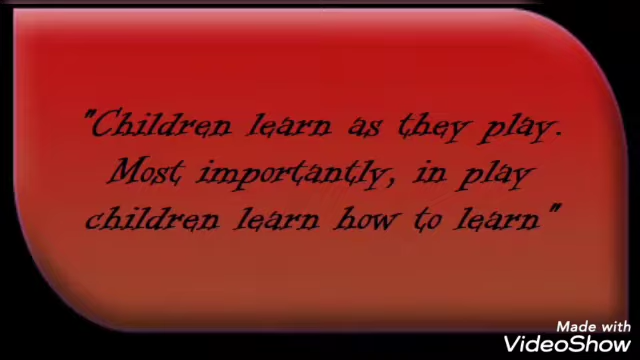 "Children learn as they play.
Most importantly, in play
children learn how to learn"
Made with
VideoShow